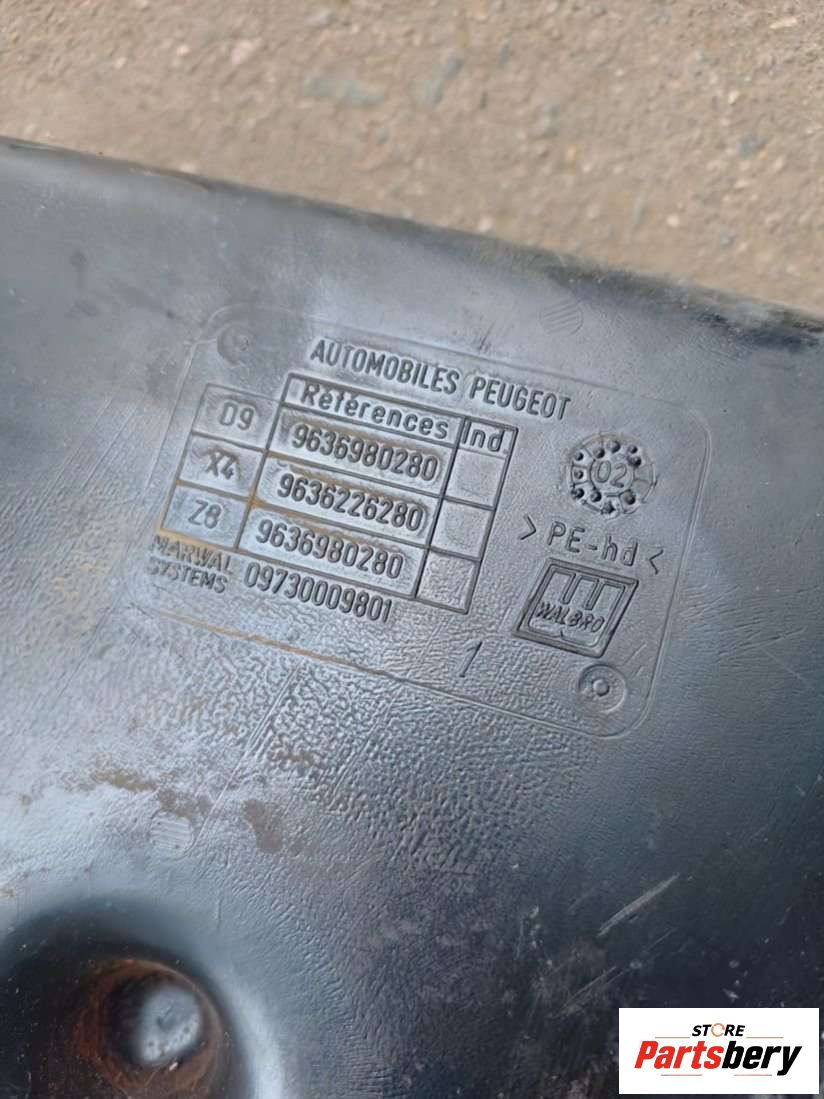 AUTOMOBILES PEUGEOT
Références Ind
D9 9636980280
X4 9636226280
Z8 9636980280
MARWAL SYSTEMS 09730009801
02
>PE-hd<
WALBRO
1
STORE
Partsbery